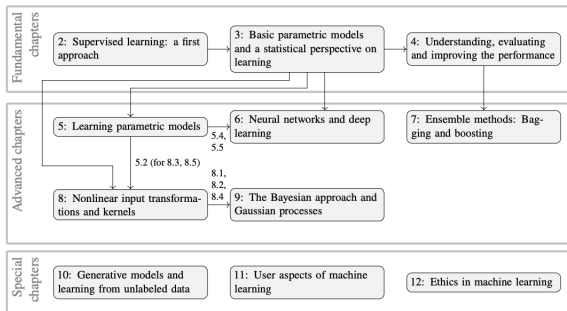 Fundamental
chapters
2: Supervised learning: a first
approach
3: Basic parametric models
and a statistical perspective on
learning
4: Understanding, evaluating
and improving the performance
Advanced chapters
5: Learning parametric models
5.4,
5.5
6: Neural networks and deep
learning
7: Ensemble methods: Bag-
ging and boosting
5.2 (for 8.3, 8.5)
8: Nonlinear input transforma-
tions and kernels
8.1,
8.2,
8.4
9: The Bayesian approach and
Gaussian processes
Special
chapters
10: Generative models and
learning from unlabeled data
11: User aspects of machine
learning
12: Ethics in machine learning